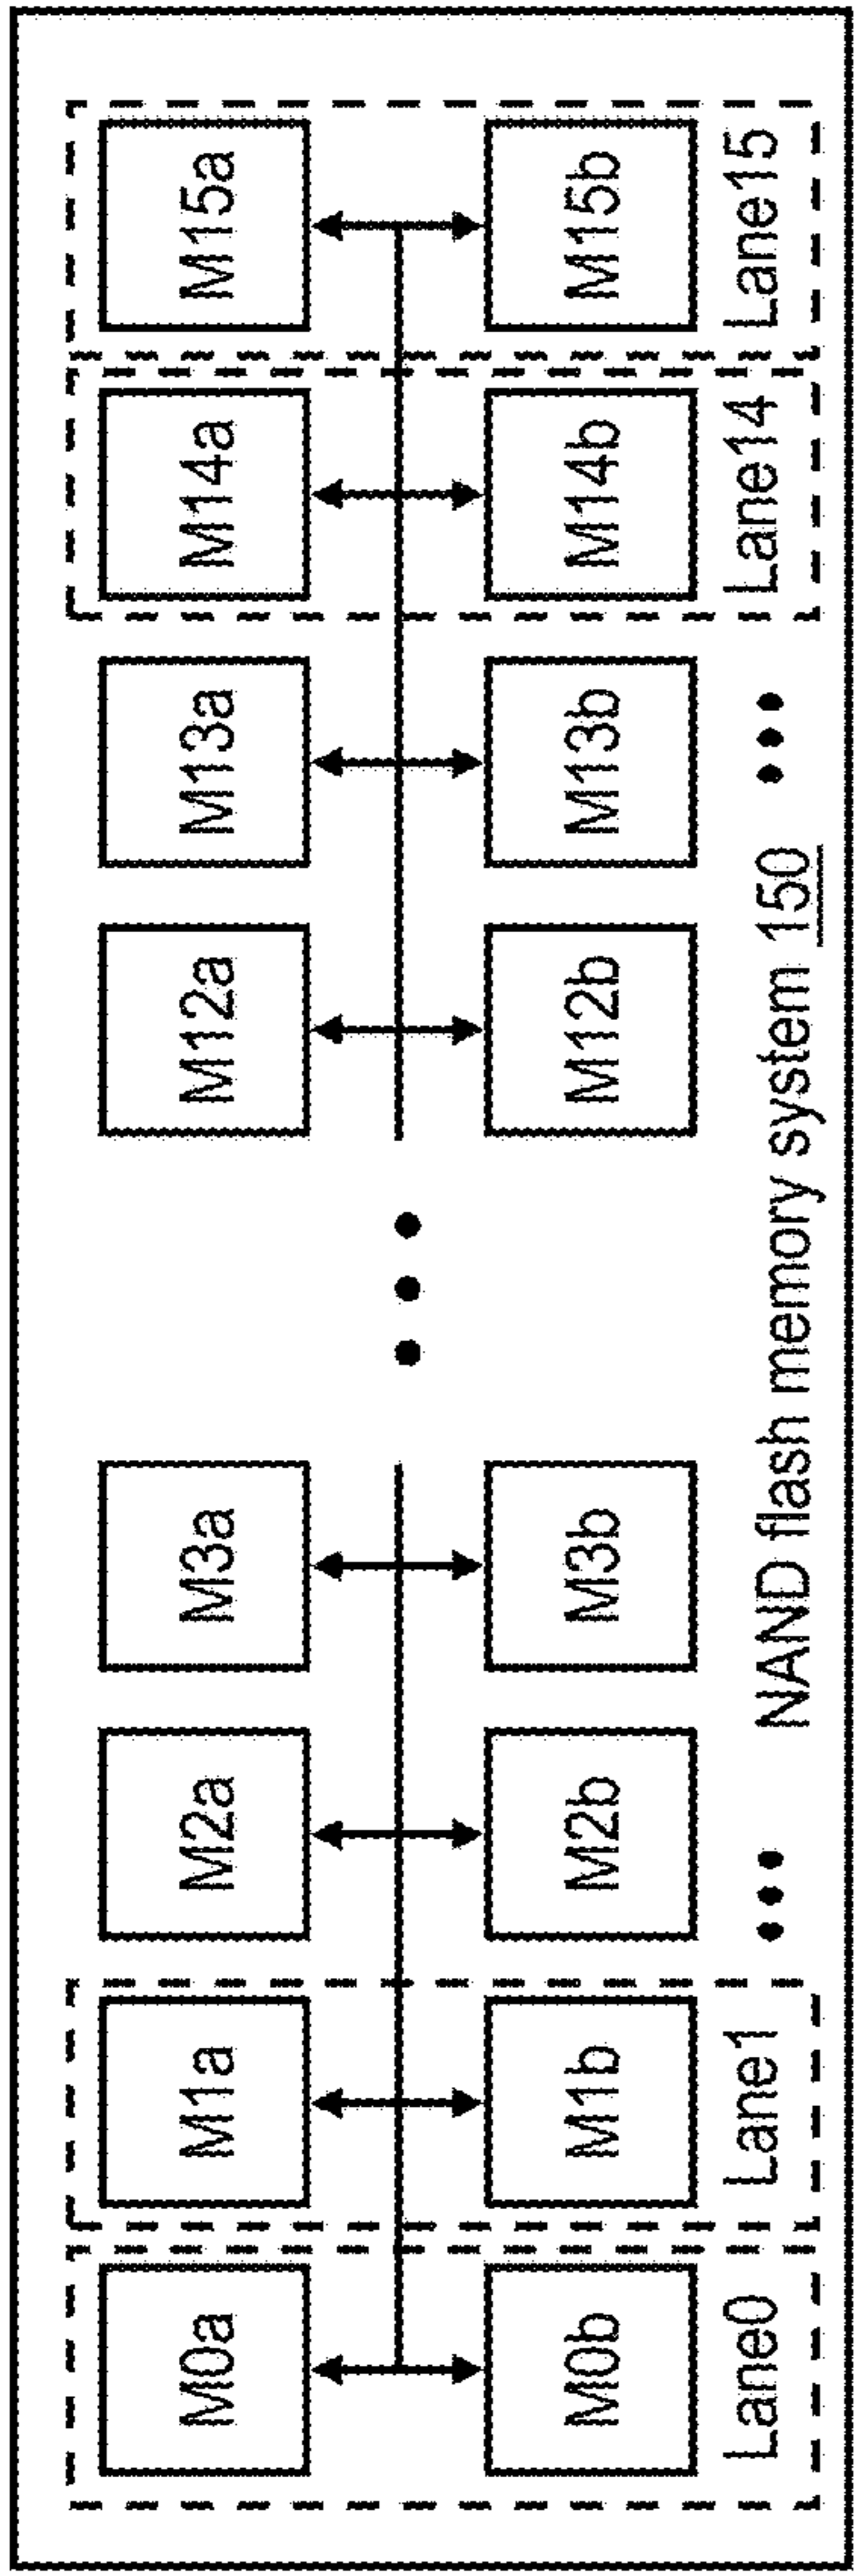 M0a M1a M2a M3a M12a M13a M14a M15a
M0b M1b M2b M3b M12b M13b M14b M15b
Lane0 Lane1 Lane14 Lane15
NAND flash memory system 150